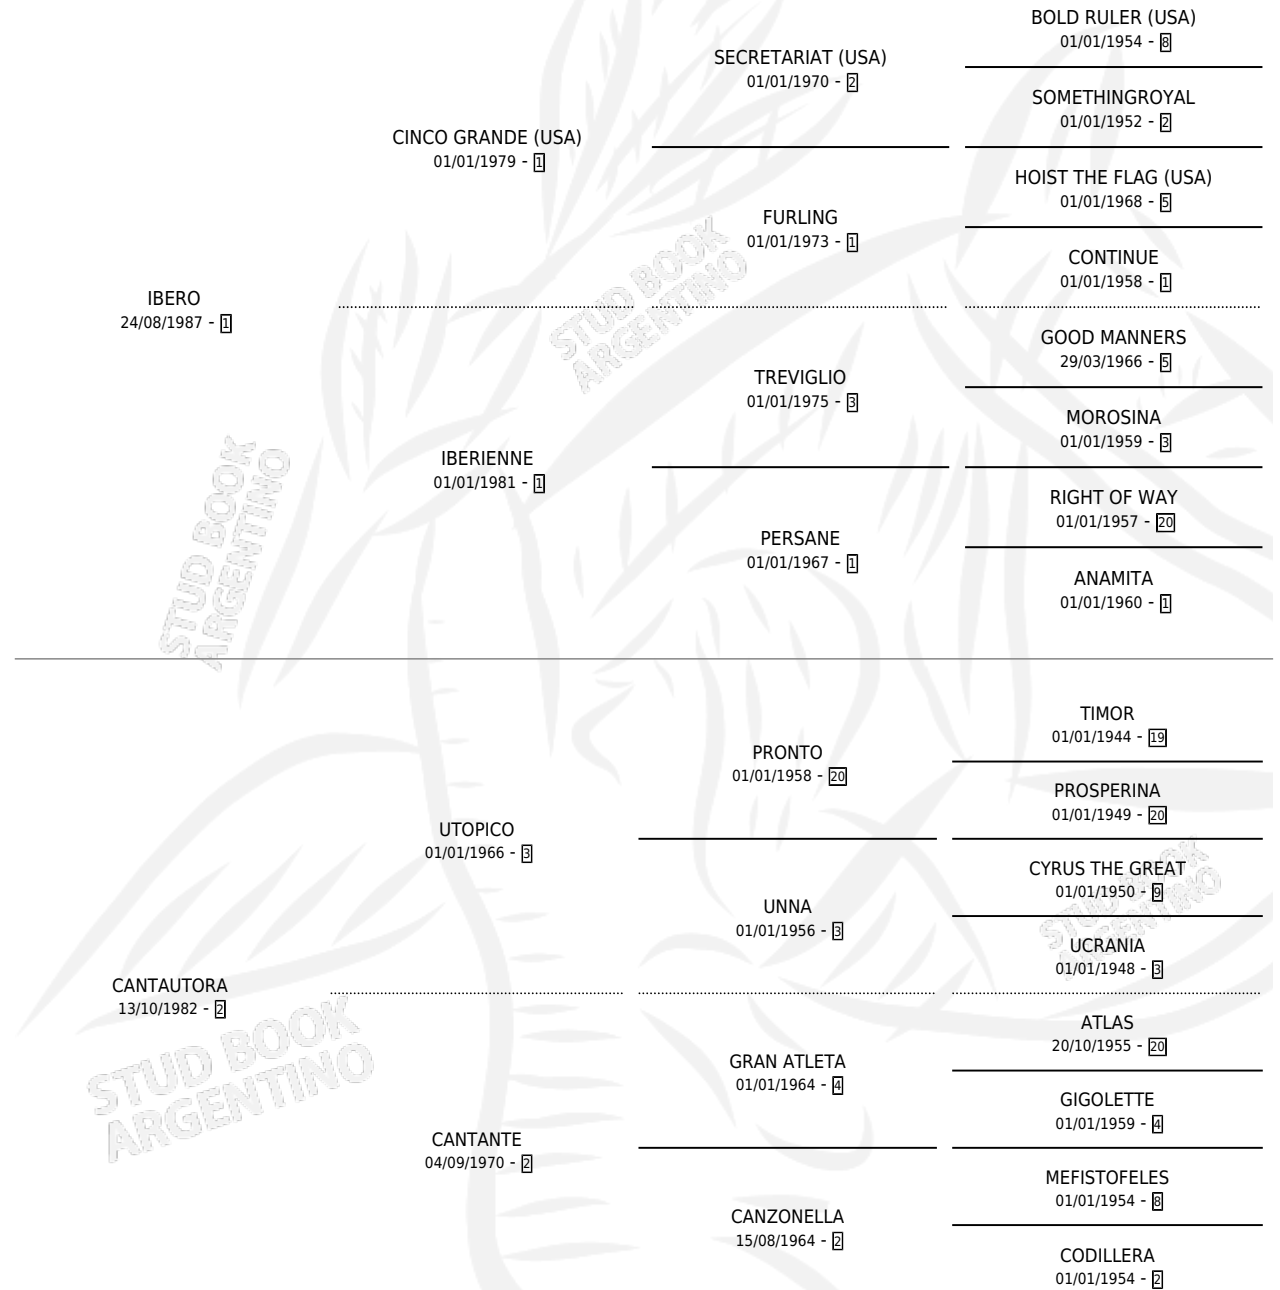 BOLD RULER (USA)
01/01/1954 - 8
SECRETARIAT (USA)
01/01/1970 - 2
SOMETHINGROYAL
01/01/1952 - 2
CINCO GRANDE (USA)
01/01/1979 - 1
HOIST THE FLAG (USA)
01/01/1968 - 5
FURLING
01/01/1973 - 1
CONTINUE
01/01/1958 - 1
IBERO
24/08/1987 - 1
GOOD MANNERS
29/03/1966 - 5
TREVIGLIO
01/01/1975 - 3
MOROSINA
01/01/1959 - 3
IBERIENNE
01/01/1981 - 1
RIGHT OF WAY
01/01/1957 - 20
PERSANE
01/01/1967 - 1
ANAMITA
01/01/1960 - 1
STUD BOOK
ARGENTINO
STUD BOOK
ARGENTINO
TIMOR
01/01/1944 - 19
PRONTO
01/01/1958 - 20
PROSPERINA
01/01/1949 - 20
UTOPICO
01/01/1966 - 3
CYRUS THE GREAT
01/01/1950 - 9
UNNA
01/01/1956 - 3
UCRANIA
01/01/1948 - 3
CANTAUTORA
13/10/1982 - 2
ATLAS
20/10/1955 - 20
GRAN ATLETA
01/01/1964 - 4
GIGOLETTE
01/01/1959 - 4
CANTANTE
04/09/1970 - 2
MEFISTOFELES
01/01/1954 - 8
CANZONELLA
15/08/1964 - 2
CODILLERA
01/01/1954 - 2
STUD BOOK
ARGENTINO
STUD BOOK
ARGENTINO